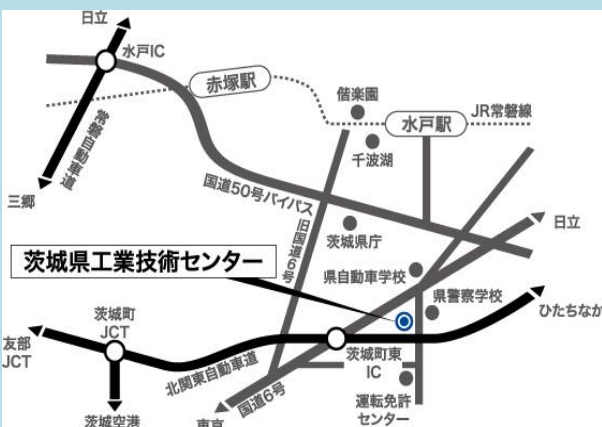 日立
水戸IC
赤塚駅
偕楽園
水戸駅
JR常磐線
千波湖
常磐自動車道
三郷
国道50号バイパス
旧国道6号
茨城県庁
日立
茨城県工業技術センター
県自動車学校
県警察学校
ひたちなか
茨城町
JCT
友部
JCT
北関東自動車道
茨城町東
IC
国道6号
運転免許
センター
茨城空港
東京